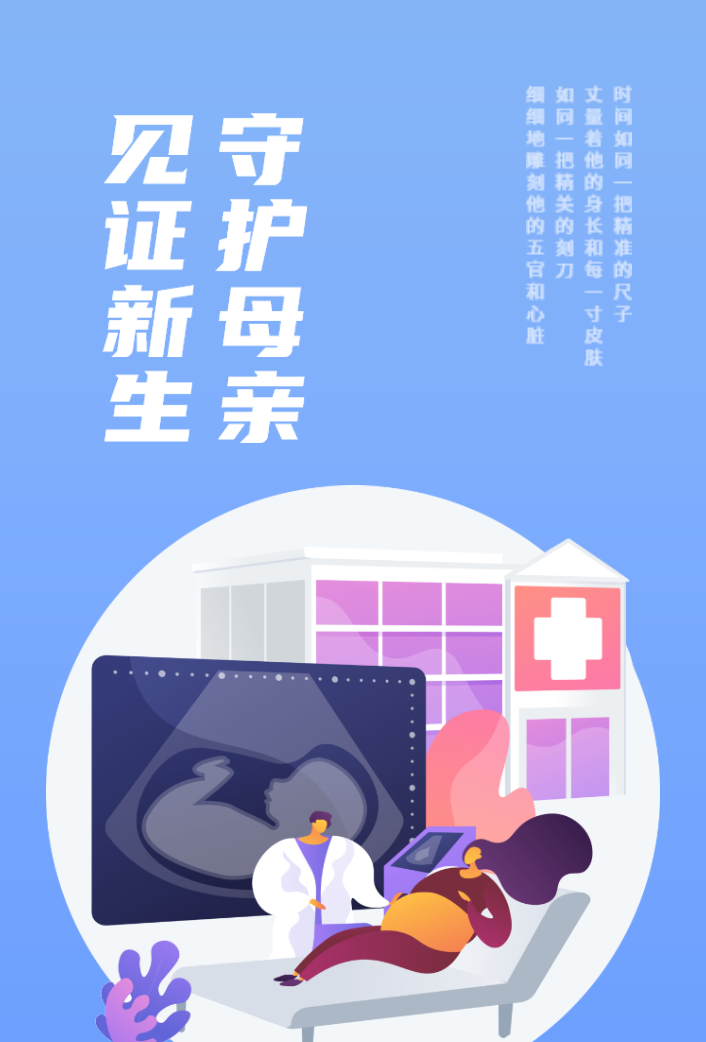 守护母亲
见证新生
时间如同一把精准的尺子
丈量着他的身长和每一寸皮肤
如同一把精关的刻刀
细细地雕刻他的五官和心脏